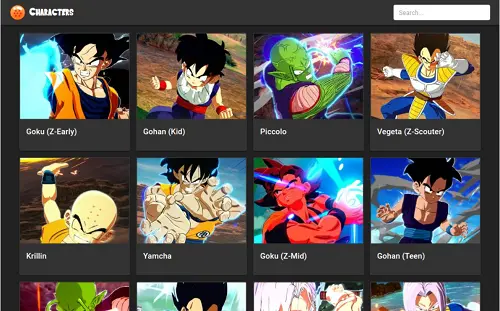 Characters
Search...
Goku (Z-Early)
Gohan (Kid)
Piccolo
Vegeta (Z-Scouter)
Krillin
Yamcha
Goku (Z-Mid)
Gohan (Teen)